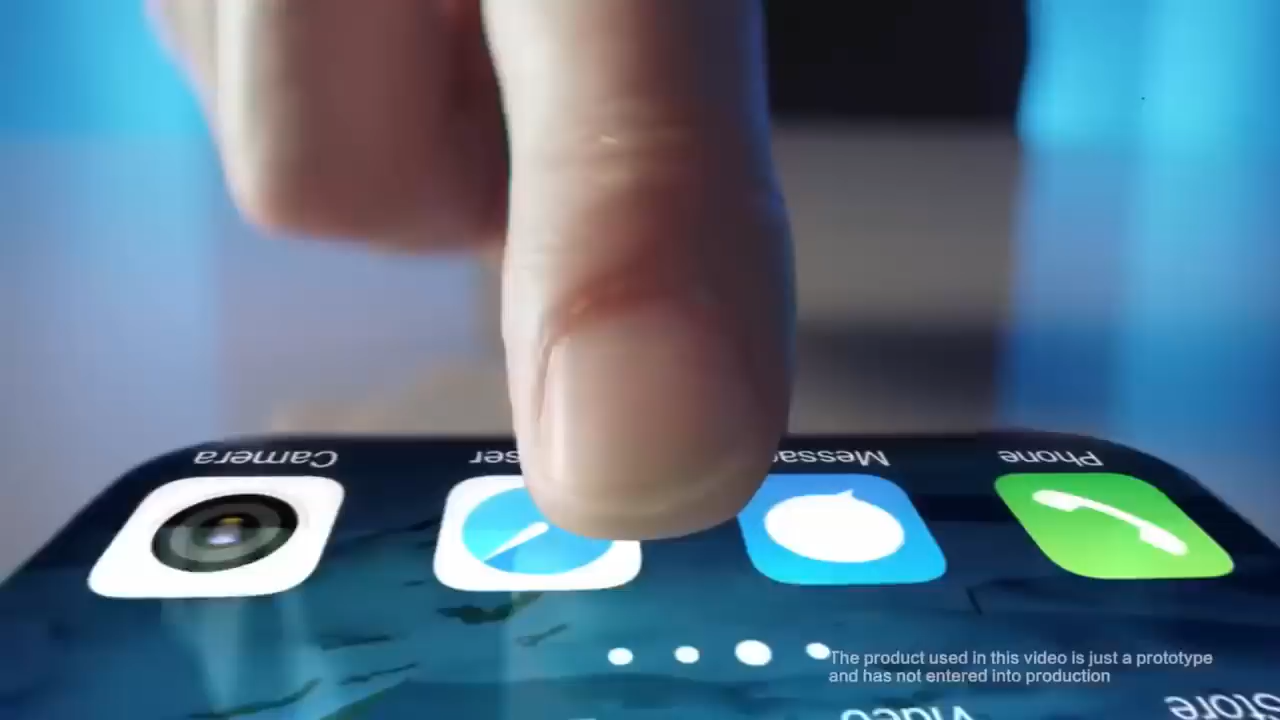 Camera
Phone
The product used in this video is just a prototype
and has not entered into production
Video
Store